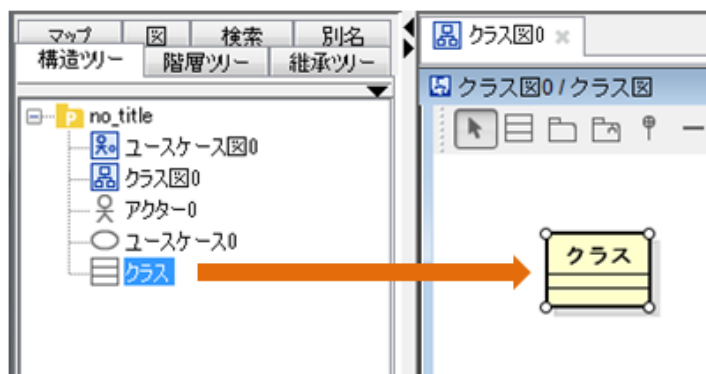 マップ 図 検索 別名
構造ツリー 階層ツリー 継承ツリー
no_title
ユースケース図0
クラス図0
アクター0
ユースケース0
クラス
クラス図0
クラス図0 / クラス図
クラス